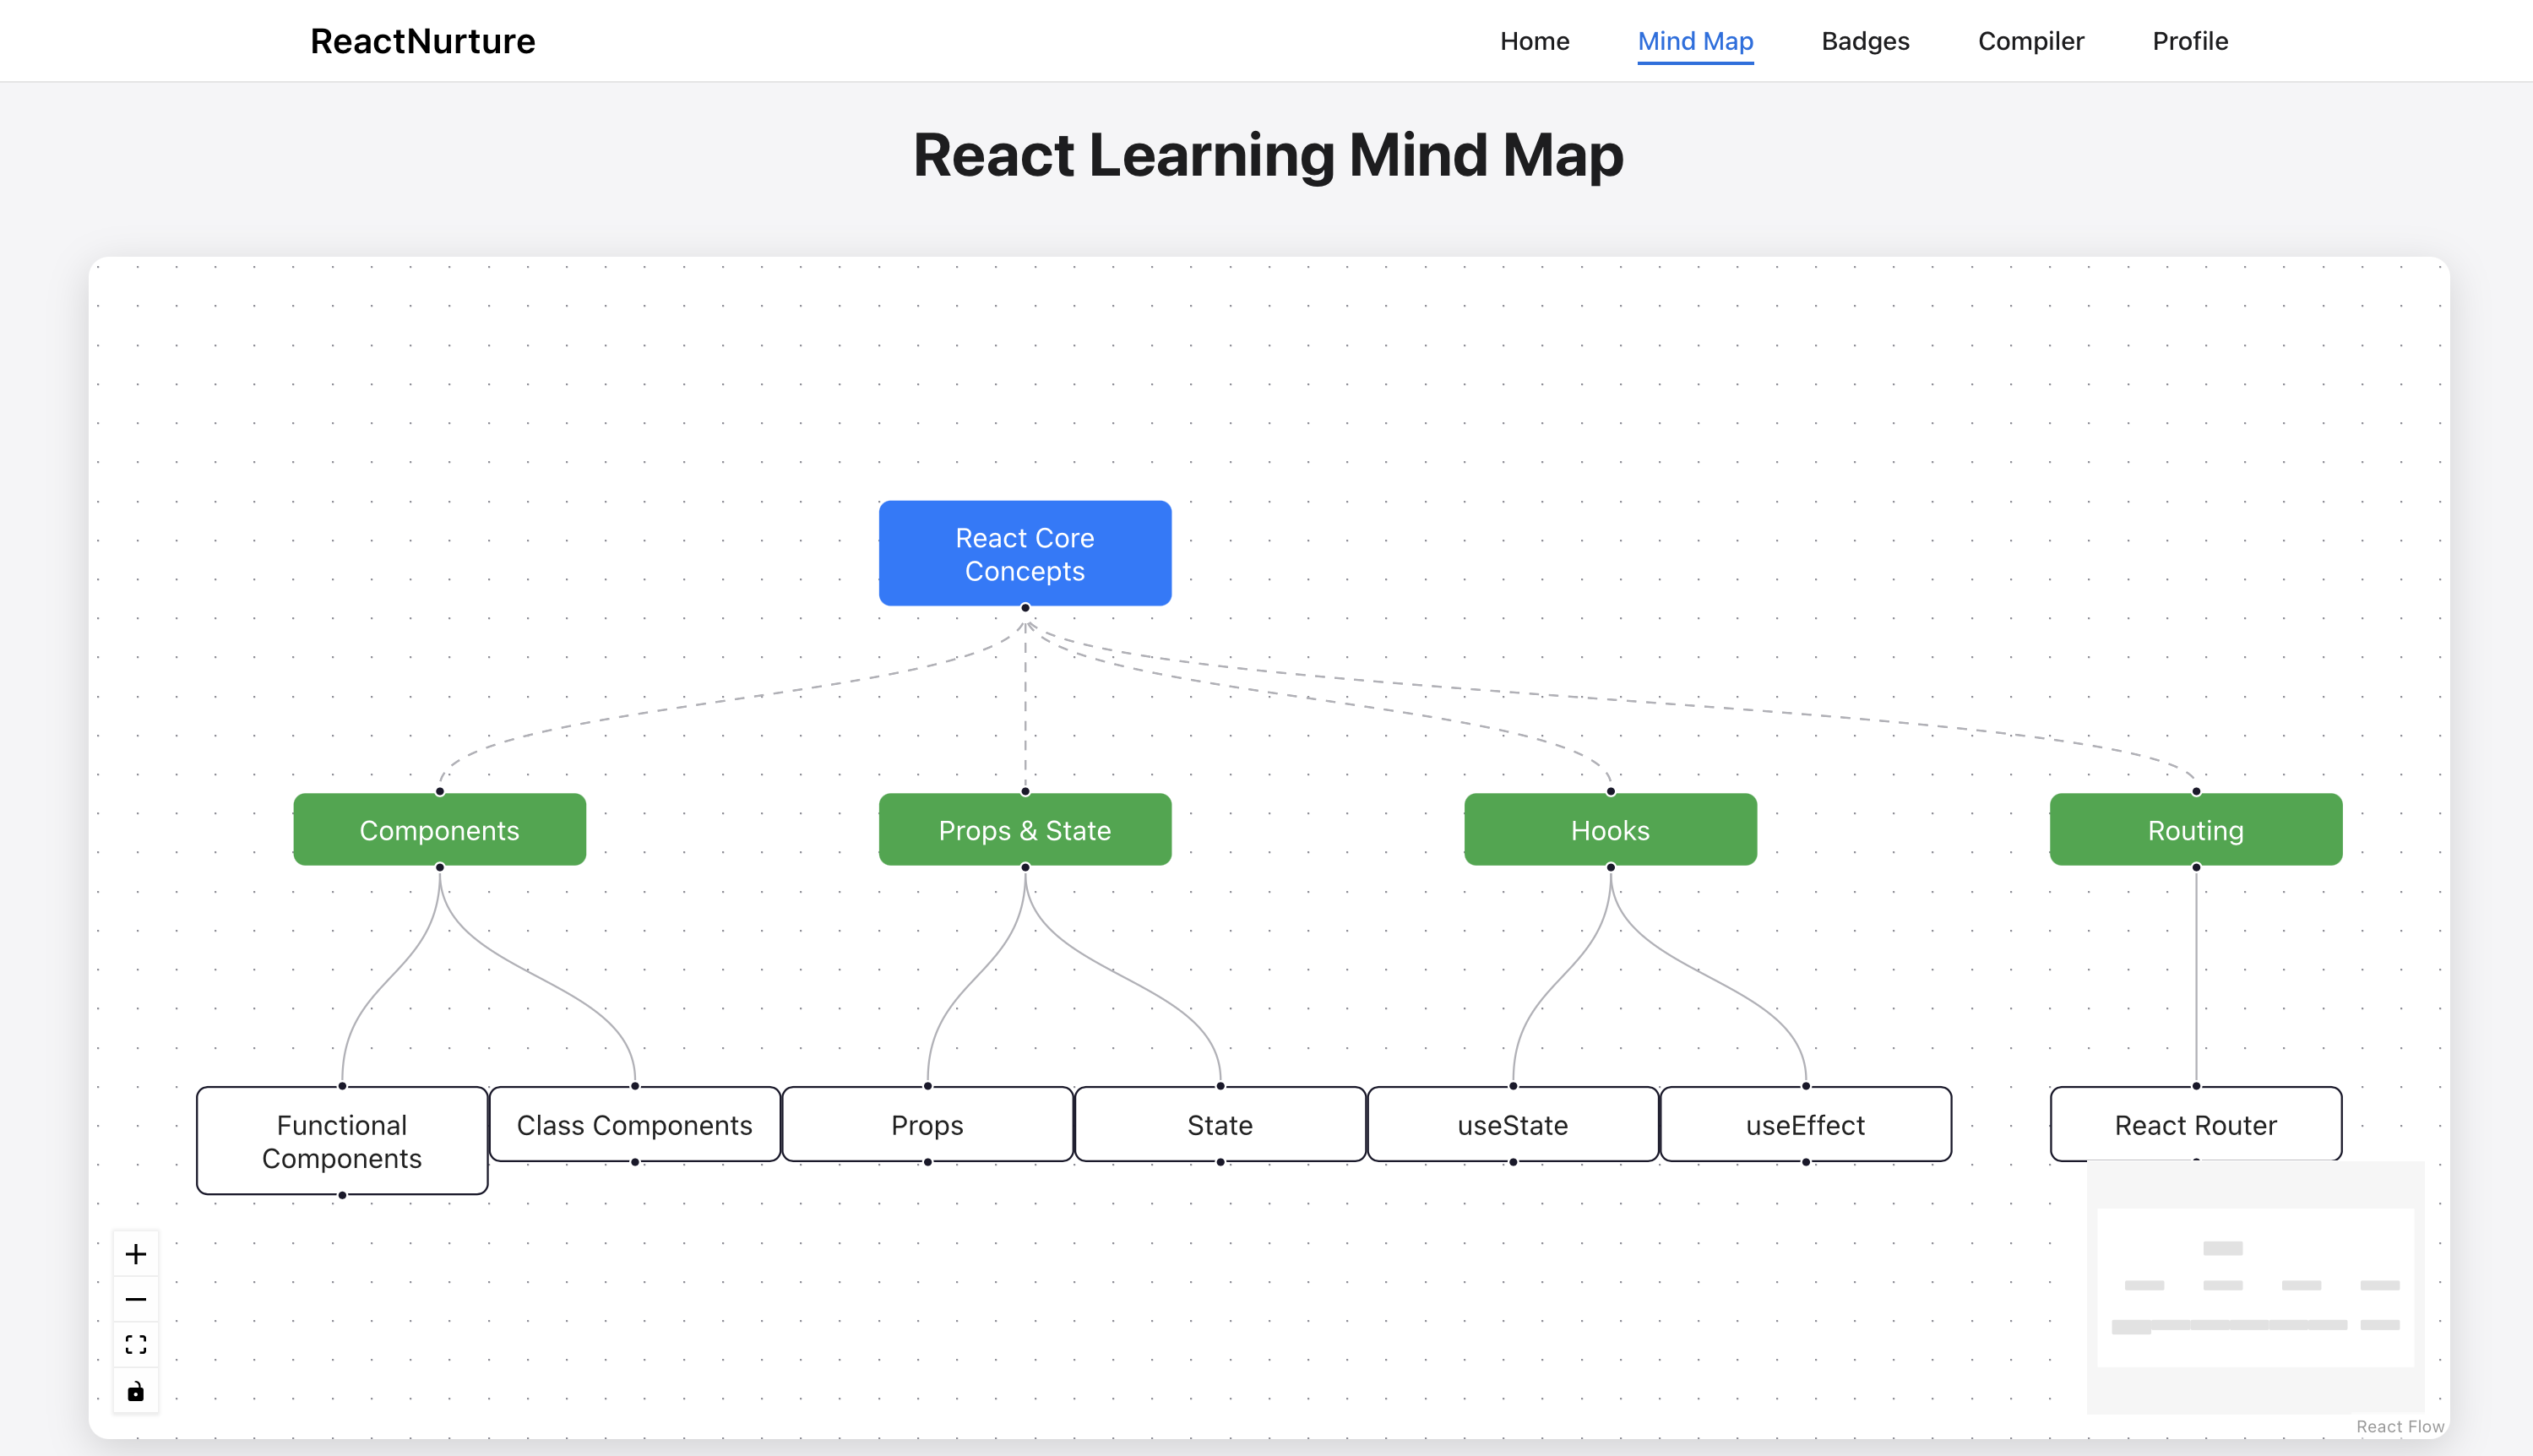 ReactNurture
Home
Mind Map
Badges
Compiler
Profile
React Learning Mind Map
React Core
Concepts
Components
Props & State
Hooks
Routing
Functional
Components
Class Components
Props
State
useState
useEffect
React Router
React Flow